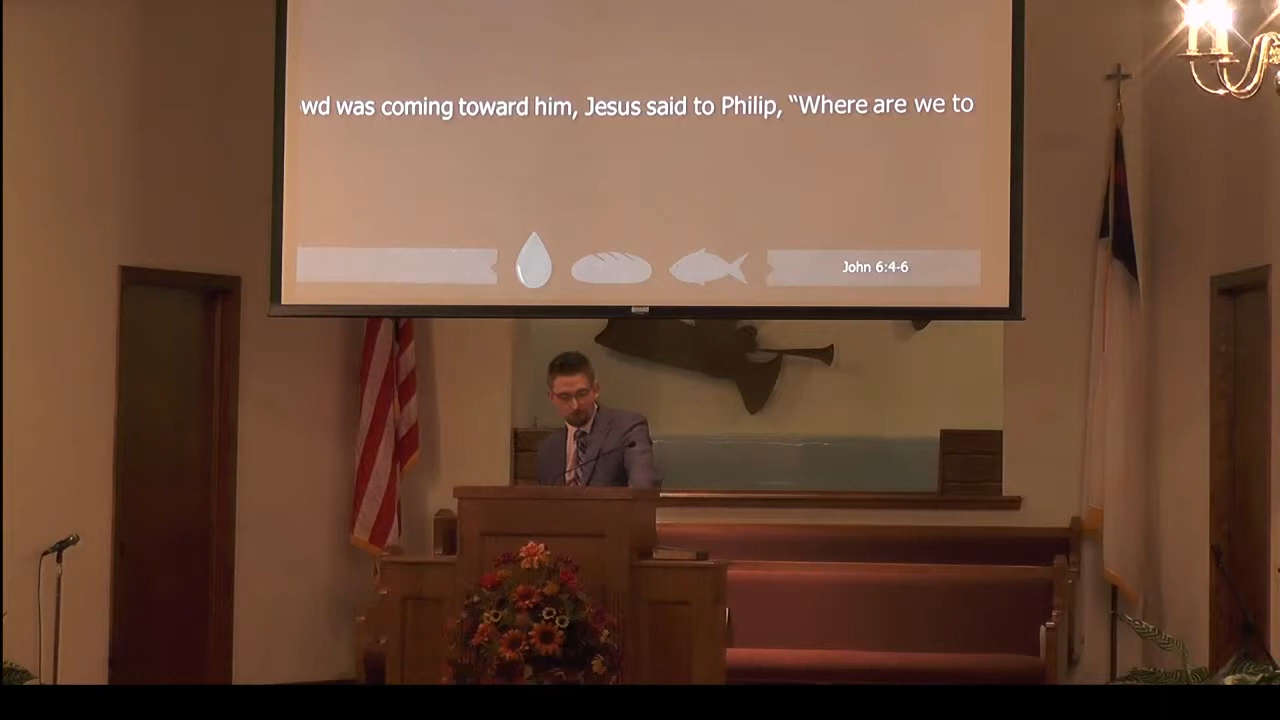 wd was coming toward him, Jesus said to Philip, “Where are we to
John 6:4-6